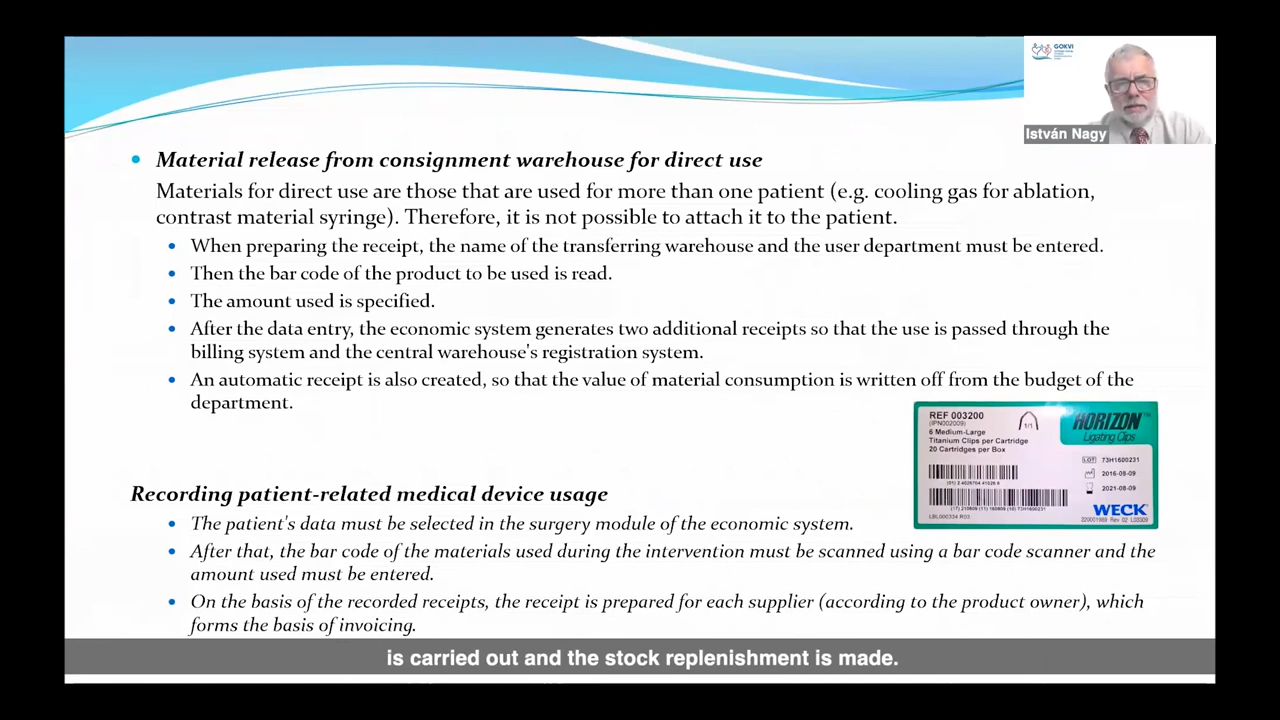 GOKVI
István Nagy
Material release from consignment warehouse for direct use
Materials for direct use are those that are used for more than one patient (e.g. cooling gas for ablation,
contrast material syringe). Therefore, it is not possible to attach it to the patient.
When preparing the receipt, the name of the transferring warehouse and the user department must be entered.
Then the bar code of the product to be used is read.
The amount used is specified.
After the data entry, the economic system generates two additional receipts so that the use is passed through the
billing system and the central warehouse's registration system.
An automatic receipt is also created, so that the value of material consumption is written off from the budget of the
department.
REF 003200
(IPN002009)
6 Medium-Large
Titanium Clips per Cartridge
20 Cartridges per Box
1/1
HORIZON™
Ligating Clips
LOT 73H1600231
2016-08-09
2021-08-09
(17) 210809 (11) 160809 (10) 73H1600231
WECK
Recording patient-related medical device usage
The patient's data must be selected in the surgery module of the economic system.
After that, the bar code of the materials used during the intervention must be scanned using a bar code scanner and the
amount used must be entered.
On the basis of the recorded receipts, the receipt is prepared for each supplier (according to the product owner), which
forms the basis of invoicing.
is carried out and the stock replenishment is made.